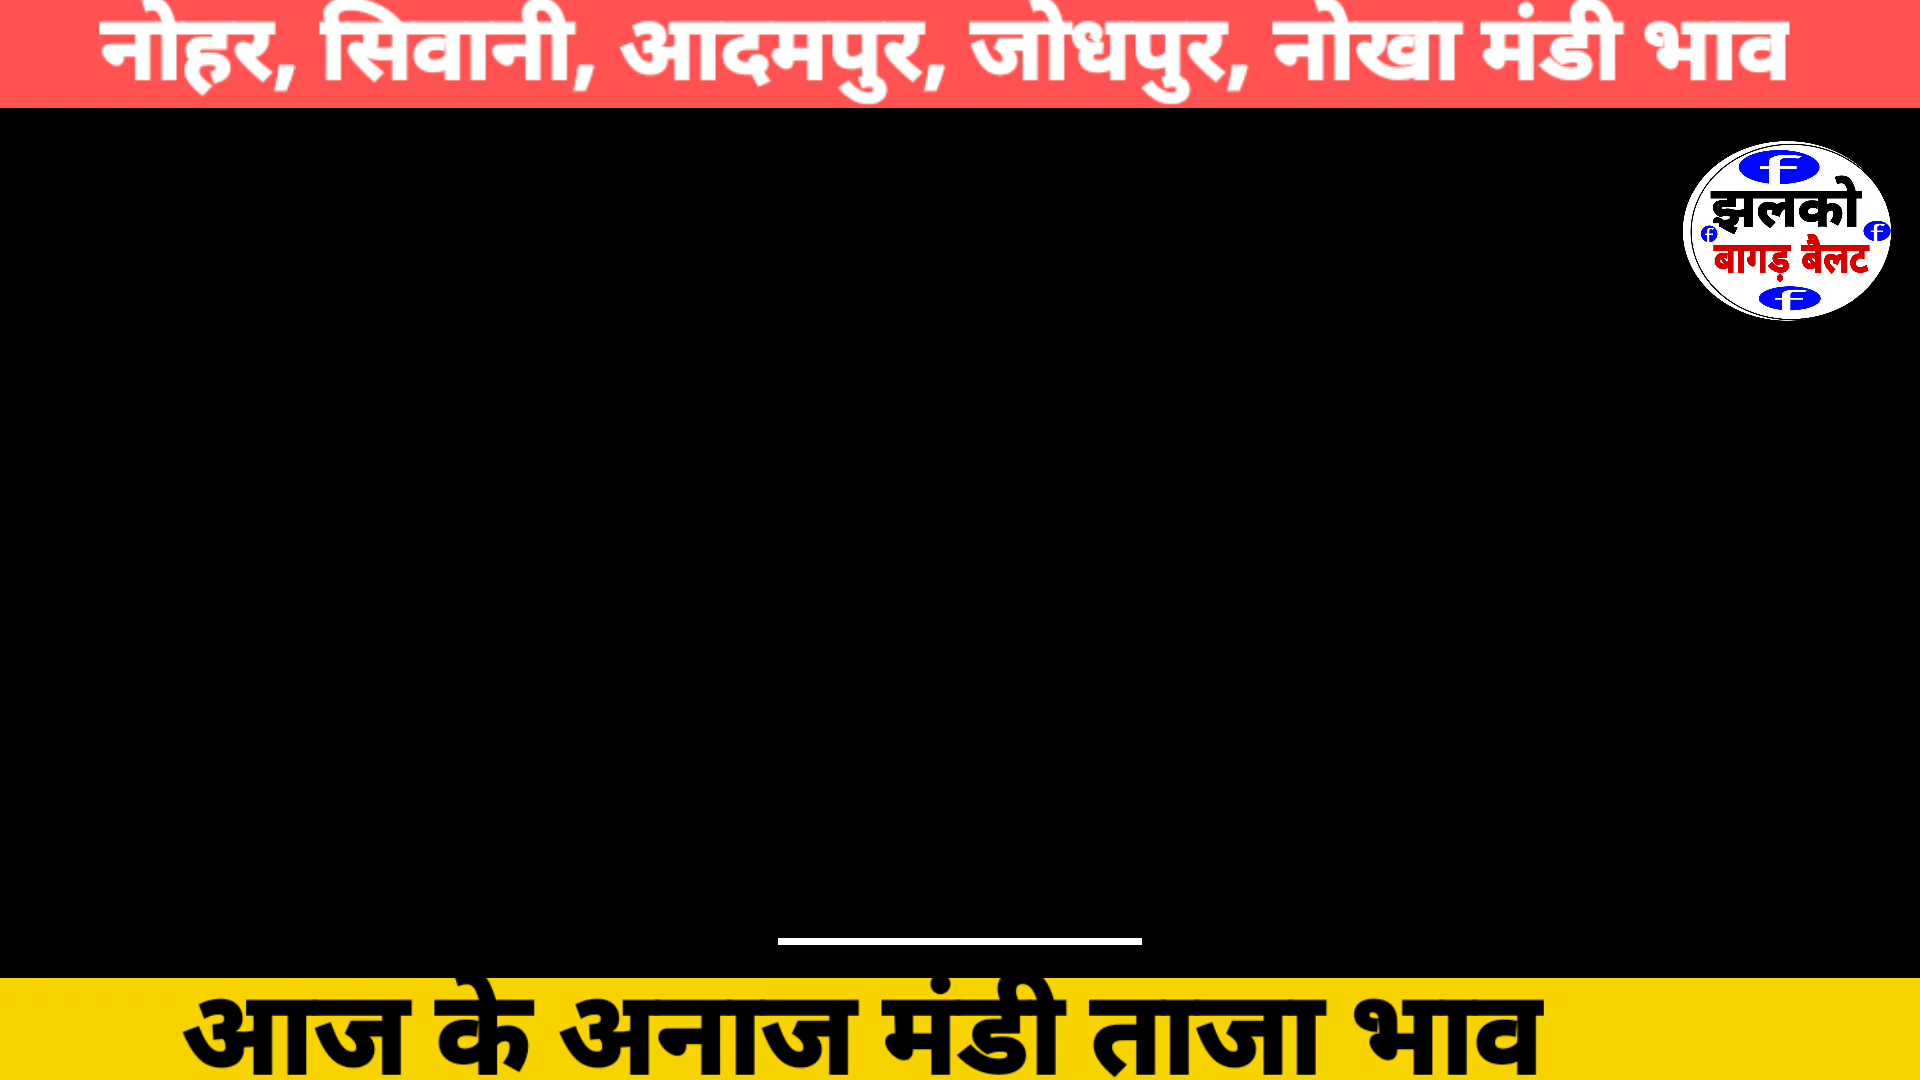 नोहर, सिवानी, आदमपुर, जोधपुर, नोखा मंडी भाव
f
झलको
f
f
बागड़ बैलट
f
आज के अनाज मंडी ताजा भाव